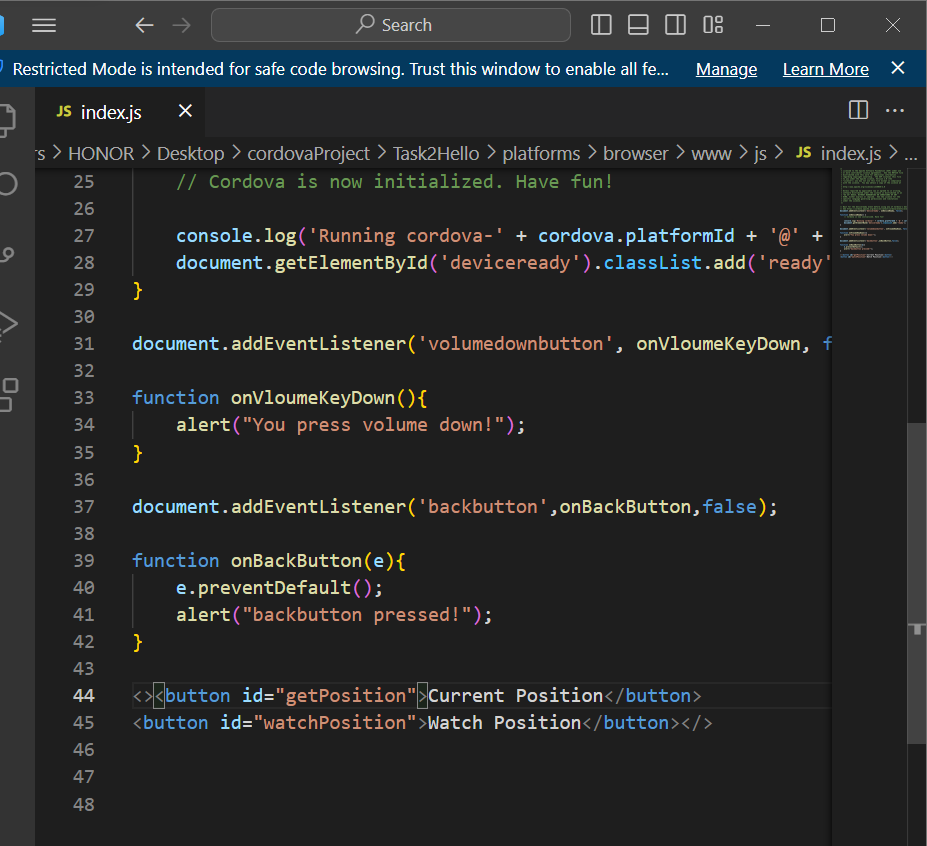 Search
Restricted Mode is intended for safe code browsing. Trust this window to enable all fe... Manage Learn More
JS index.js
rs > HONOR > Desktop > cordovaProject > Task2Hello > platforms > browser > www > js > JS index.js > ...
25 // Cordova is now initialized. Have fun!
26
27 console.log('Running cordova-' + cordova.platformId + '@' +
28 document.getElementById('deviceready').classList.add('ready'
29 }
30
31 document.addEventListener('volumedownbutton', onVloumeKeyDown, f
32
33 function onVloumeKeyDown(){
34 alert("You press volume down!");
35 }
36
37 document.addEventListener('backbutton',onBackButton,false);
38
39 function onBackButton(e){
40 e.preventDefault();
41 alert("backbutton pressed!");
42 }
43
44 <><button id="getPosition">Current Position</button>
45 <button id="watchPosition">Watch Position</button></>
46
47
48